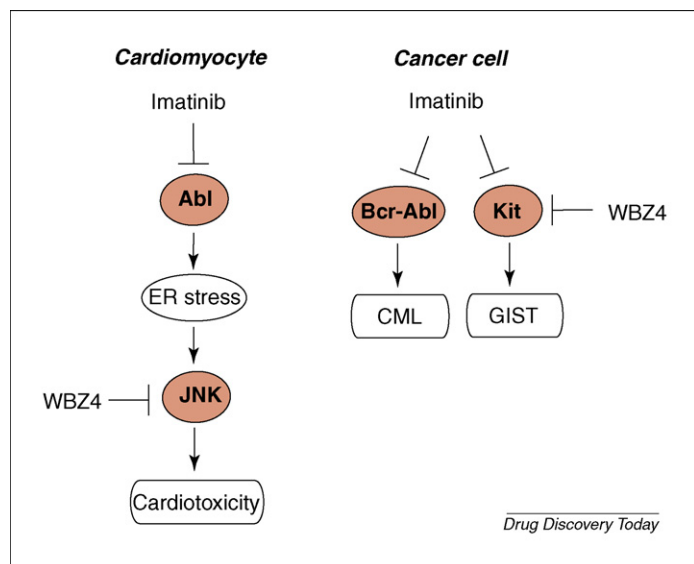 Cardiomyocyte
Imatinib
Abl
ER stress
WBZ4
JNK
Cardiotoxicity
Cancer cell
Imatinib
Bcr-Abl
Kit
WBZ4
CML
GIST
Drug Discovery Today